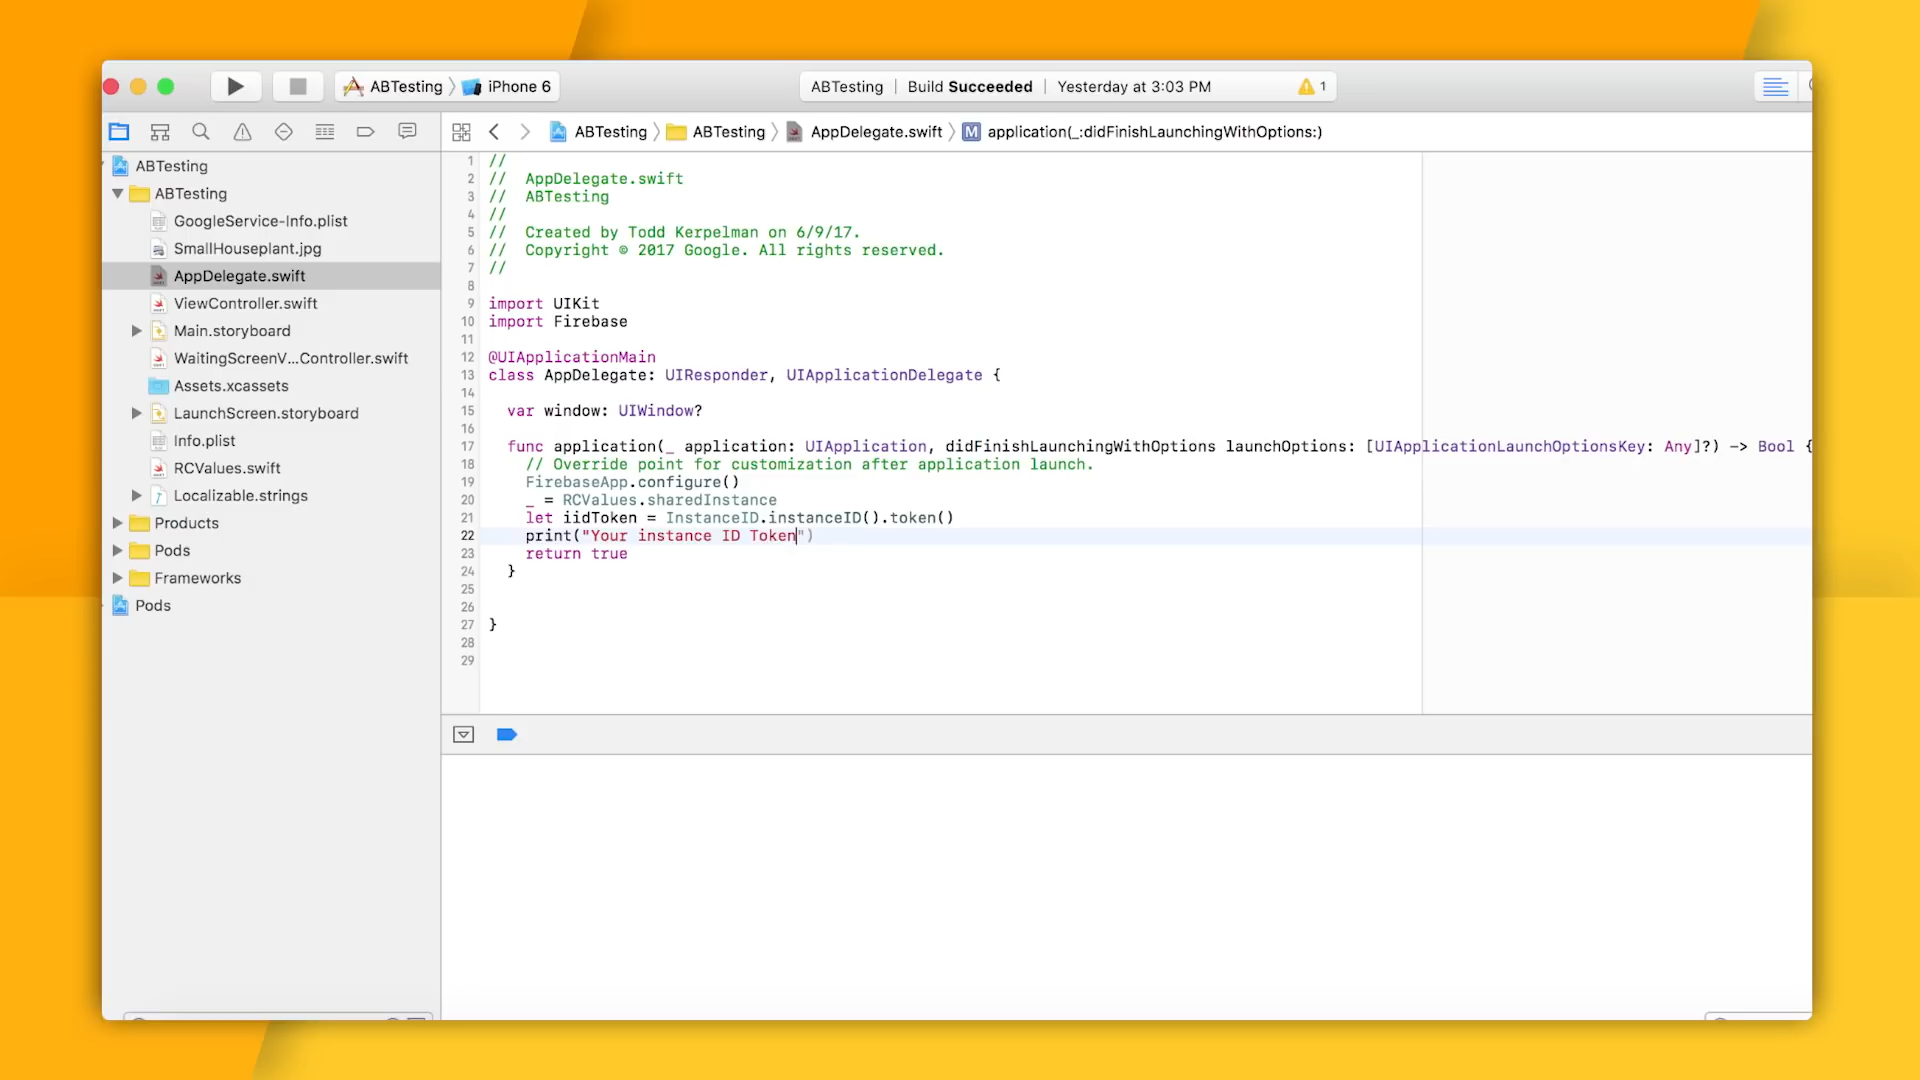 ABTesting iPhone 6
ABTesting Build Succeeded Yesterday at 3:03 PM 1
ABTesting ABTesting AppDelegate.swift M application(_:didFinishLaunchingWithOptions:)
ABTesting
ABTesting
GoogleService-Info.plist
SmallHouseplant.jpg
AppDelegate.swift
ViewController.swift
Main.storyboard
WaitingScreenV...Controller.swift
Assets.xcassets
LaunchScreen.storyboard
Info.plist
RCValues.swift
Localizable.strings
Products
Pods
Frameworks
Pods
1 //
2 // AppDelegate.swift
3 // ABTesting
4 //
5 // Created by Todd Kerpelman on 6/9/17.
6 // Copyright © 2017 Google. All rights reserved.
7 //
8
9 import UIKit
10 import Firebase
11
12 @UIApplicationMain
13 class AppDelegate: UIResponder, UIApplicationDelegate {
14
15 var window: UIWindow?
16
17 func application(_ application: UIApplication, didFinishLaunchingWithOptions launchOptions: [UIApplicationLaunchOptionsKey: Any]?) -> Bool {
18 // Override point for customization after application launch.
19 FirebaseApp.configure()
20 _ = RCValues.sharedInstance
21 let iidToken = InstanceID.instanceID().token()
22 print("Your instance ID Token")
23 return true
24 }
25
26
27 }
28
29